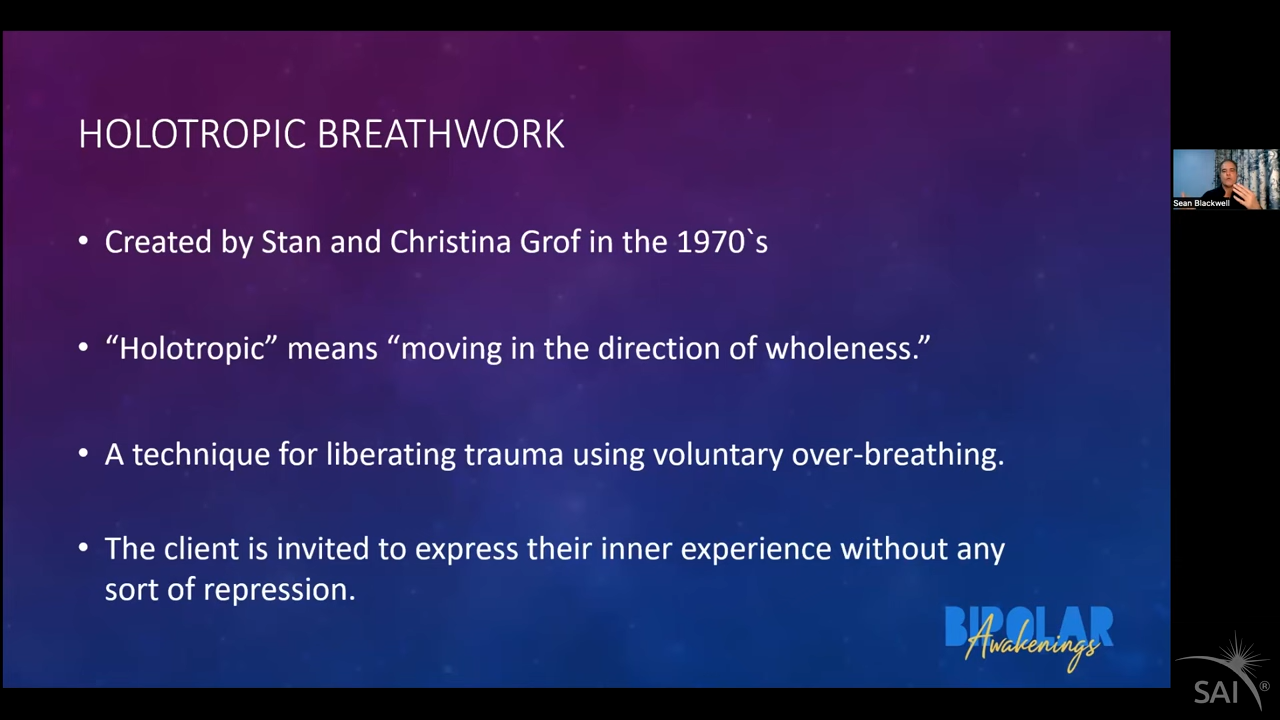 HOLOTROPIC BREATHWORK
• Created by Stan and Christina Grof in the 1970`s
• “Holotropic” means “moving in the direction of wholeness.”
• A technique for liberating trauma using voluntary over-breathing.
• The client is invited to express their inner experience without any
sort of repression.
BIPOLAR
Awakenings
Sean Blackwell
SAI®